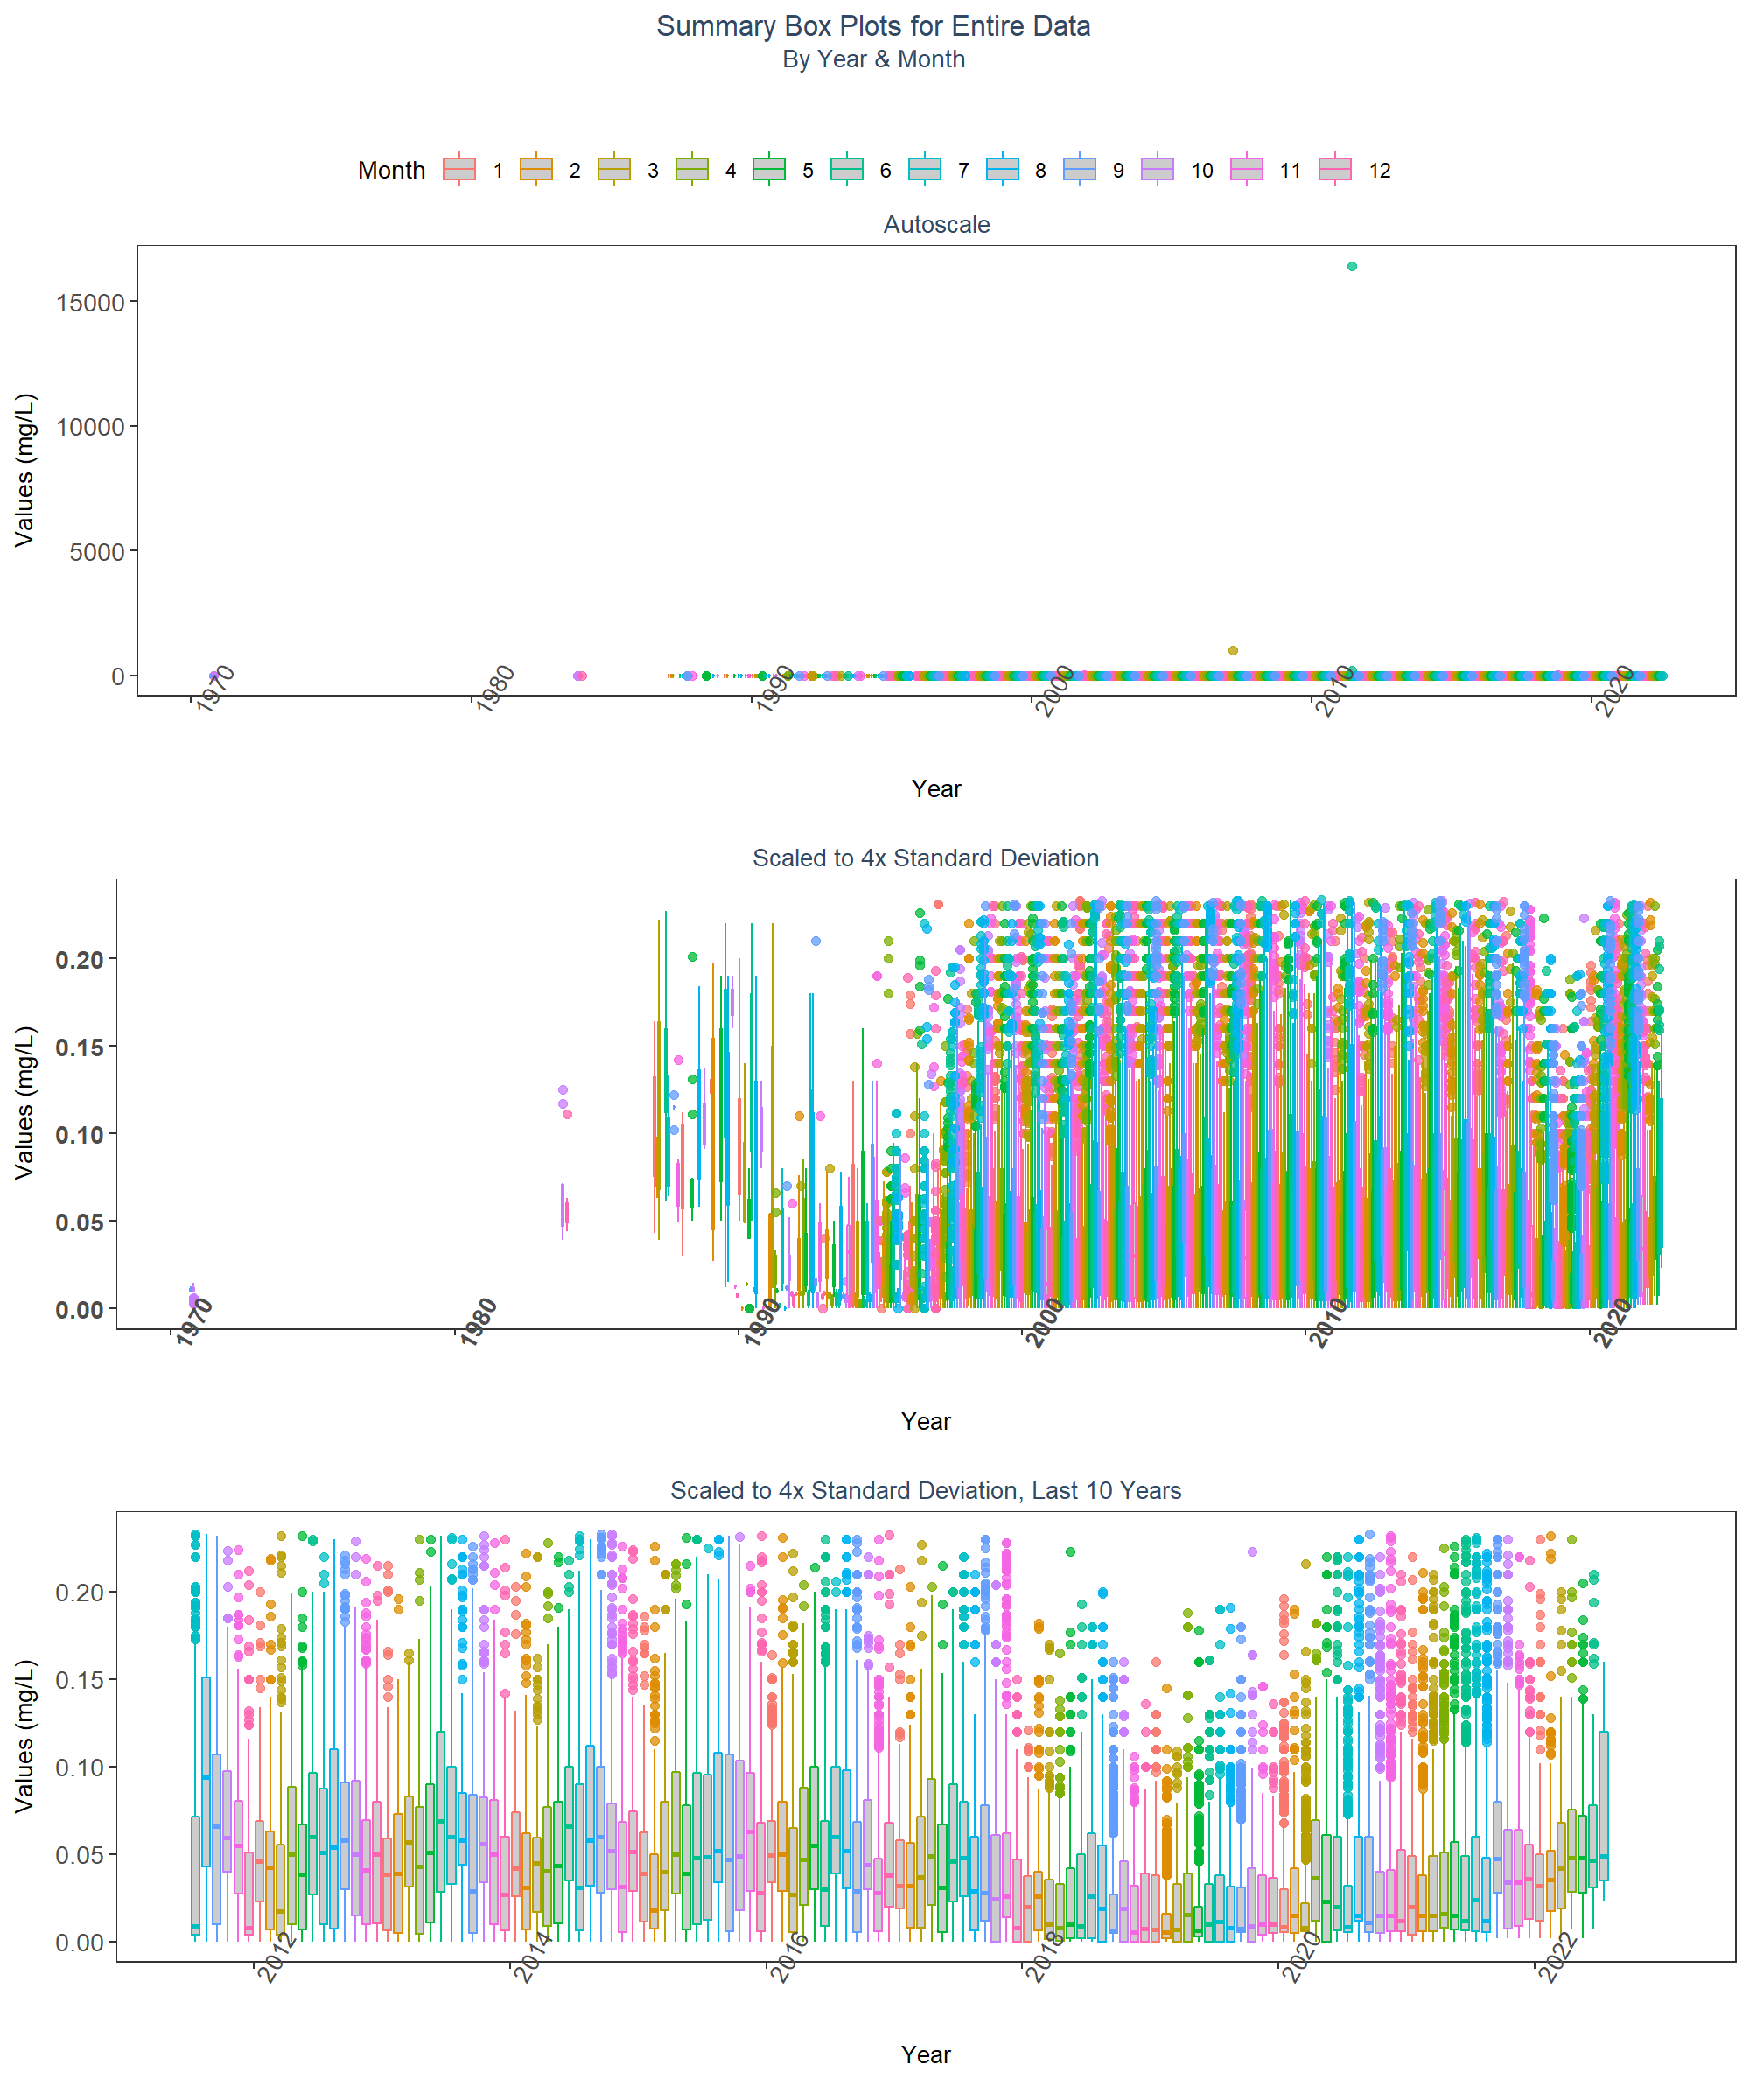 Summary Box Plots for Entire Data
By Year & Month
Month 1 2 3 4 5 6 7 8 9 10 11 12
Autoscale
Values (mg/L)
15000
10000
5000
0
1970 1980 1990 2000 2010 2020
Year
Scaled to 4x Standard Deviation
Values (mg/L)
0.20
0.15
0.10
0.05
0.00
1970 1980 1990 2000 2010 2020
Year
Scaled to 4x Standard Deviation, Last 10 Years
Values (mg/L)
0.20
0.15
0.10
0.05
0.00
2012 2014 2016 2018 2020 2022
Year